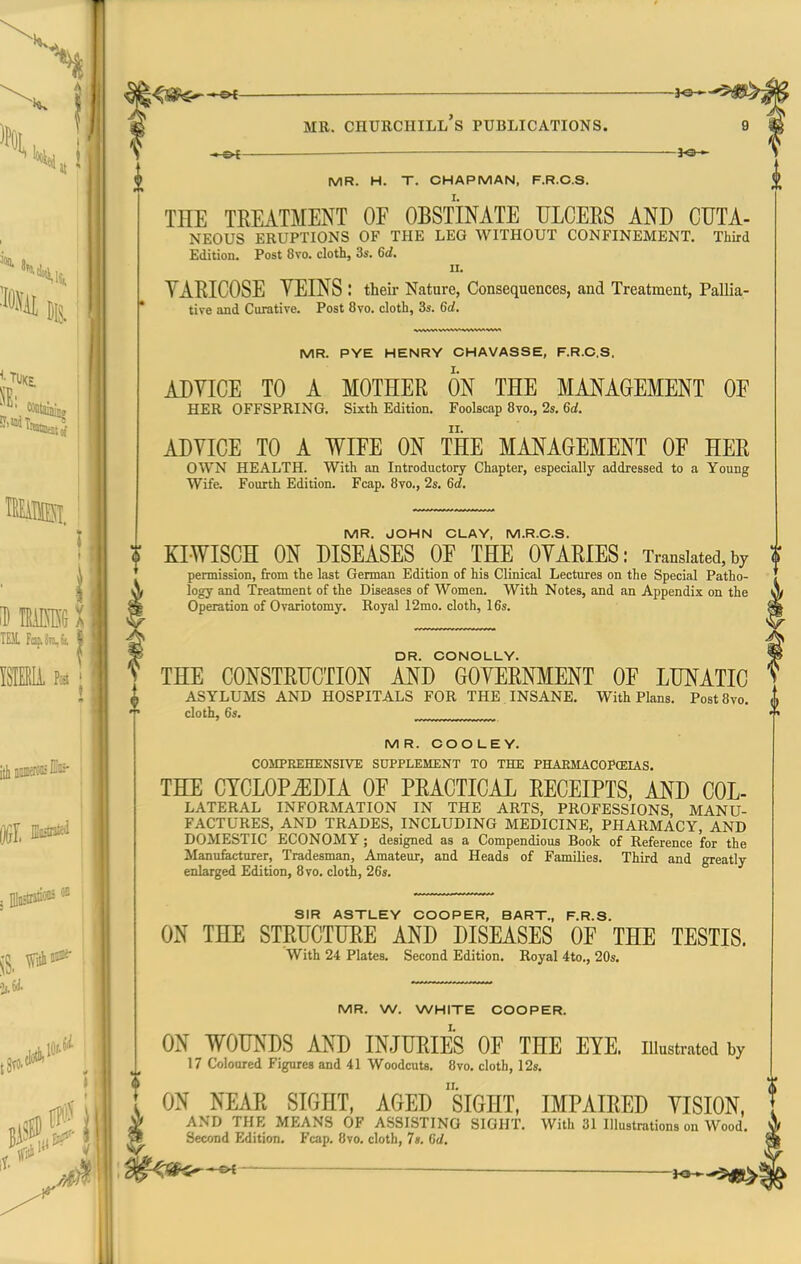 MR. CHURCHILL'S PUBLICATIONS. 9
MR. H. T. CHAPMAN, F.R.C.S.
I.
THE TREATMENT OF OBSTINATE ULCERS AND CUTA-
NEOUS ERUPTIONS OF THE LEG WITHOUT CONFINEMENT. Third
Edition. Post 8vo. cloth, 3s. 6d.
II.
VARICOSE VEINS: their Nature, Consequences, and Treatment, Pallia-
tive and Curative. Post 8vo. cloth, 3s. 6d.
MR. PYE HENRY CHAVASSE, F.R.C.S.
I.
ADVICE TO A MOTHER ON THE MANAGEMENT OF
HER OFFSPRING. Sixth Edition. Foolscap 8vo., 2s. 6d.
II.
ADVICE TO A WIFE ON THE MANAGEMENT OF HER
OWN HEALTH. With an Introductory Chapter, especially addressed to a Young
Wife. Fourth Edition. Fcap. 8vo., 2s. 6d.
MR. JOHN CLAY, M.R.C.S.
KIWISCH ON DISEASES OF THE OVARIES: Translated, by
permission, from the last German Edition of his Clinical Lectures on the Special Patho-
logy and Treatment of the Diseases of Women. With Notes, and an Appendix on the
Operation of Ovariotomy. Royal 12mo. cloth, 16s.
DR. CONOLLY.
THE CONSTRUCTION AND GOVERNMENT OF LUNATIC
ASYLUMS AND HOSPITALS FOR THE INSANE. With Plans. Post 8vo.
cloth, 6s.
MR. COOLEY.
COMPREHENSIVE SUPPLEMENT TO THE PHARMACOPŒIAS.
THE CYCLOPÆDIA OF PRACTICAL RECEIPTS, AND COL-
LATERAL INFORMATION IN THE ARTS, PROFESSIONS, MANU-
FACTURES, AND TRADES, INCLUDING MEDICINE, PHARMACY, AND
DOMESTIC ECONOMY; designed as a Compendious Book of Reference for the
Manufacturer, Tradesman, Amateur, and Heads of Families. Third and greatly
enlarged Edition, 8vo. cloth, 26s.
SIR ASTLEY COOPER, BART., F.R.S.
ON THE STRUCTURE AND DISEASES OF THE TESTIS.
With 24 Plates. Second Edition. Royal 4to., 20s.
MR. W. WHITE COOPER.
I.
ON WOUNDS AND INJURIES OF THE EYE. Illustrated by
17 Coloured Figures and 41 Woodcuts. 8vo. cloth, 12s.
II.
ON NEAR SIGHT, AGED SIGHT, IMPAIRED VISION,
AND THE MEANS OF ASSISTING SIGHT. With 31 Illustrations on Wood.
Second Edition. Fcap. 8vo. cloth, 7s. 6d.